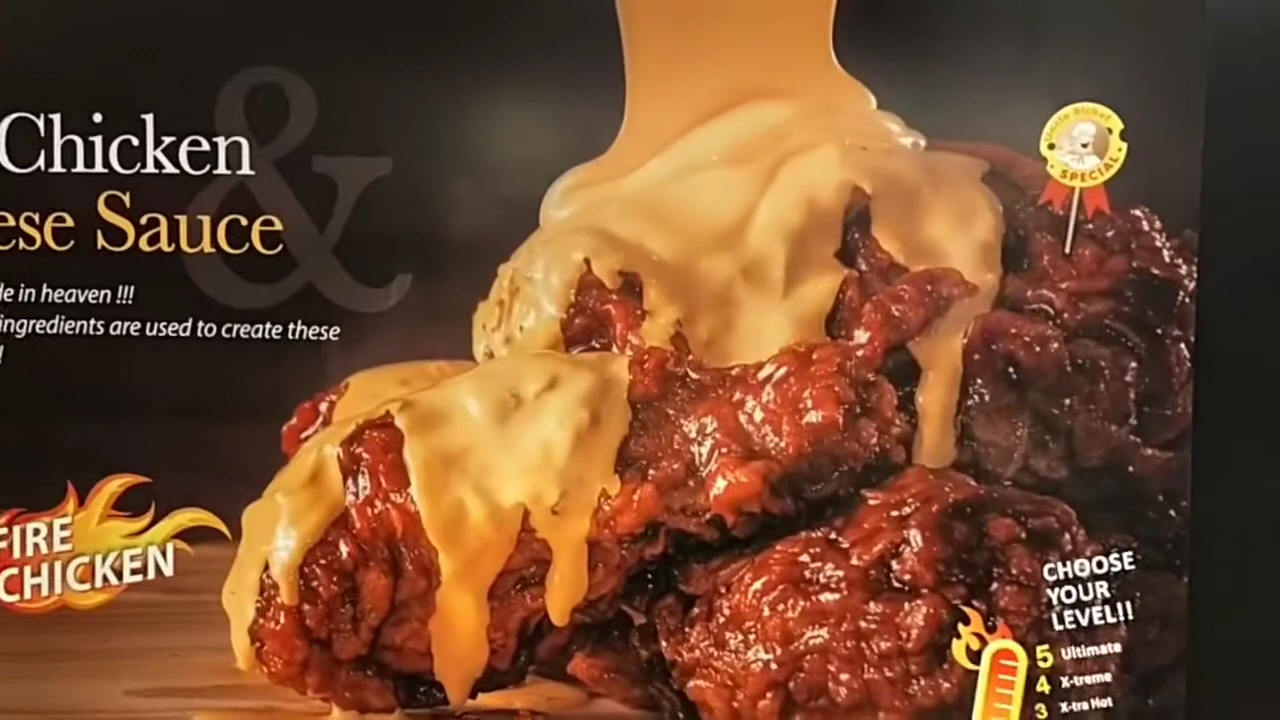 &
Chicken
ese Sauce
de in heaven !!!
ingredients are used to create these
!
FIRE
CHICKEN
SPECIAL
CHOOSE
YOUR
LEVEL!!
5 Ultimate
4 X-treme
3 X-tra Hot